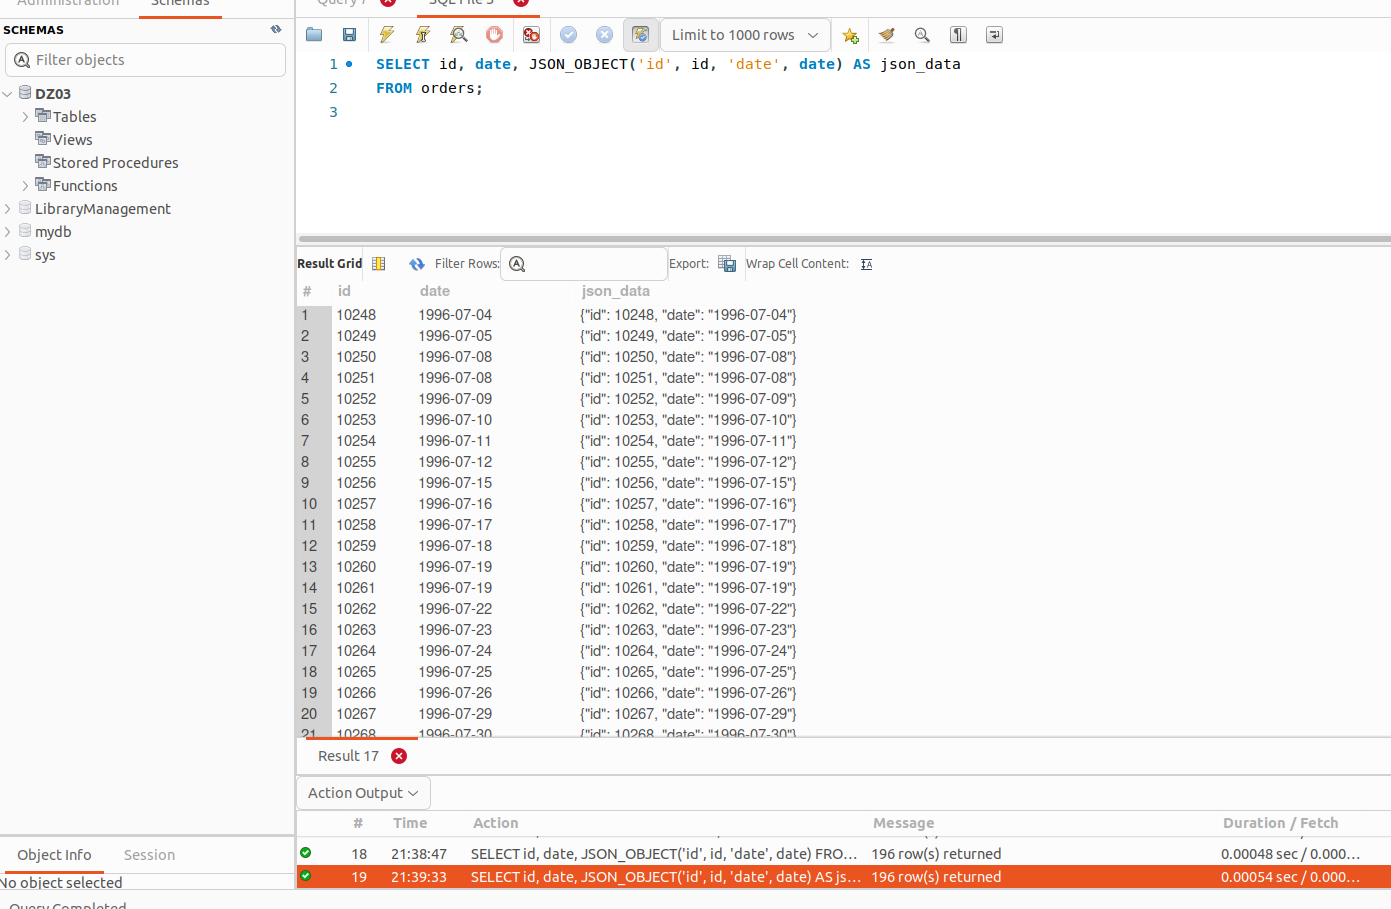 Administration Schemas
SCHEMAS
Filter objects
DZ03
Tables
Views
Stored Procedures
Functions
LibraryManagement
mydb
sys
Object Info Session
No object selected
Query Completed
Query 7 SQL File 3
Limit to 1000 rows
1 SELECT id, date, JSON_OBJECT('id', id, 'date', date) AS json_data
2 FROM orders;
3
Result Grid Filter Rows: Export: Wrap Cell Content:
# id date json_data
1 10248 1996-07-04 {"id": 10248, "date": "1996-07-04"}
2 10249 1996-07-05 {"id": 10249, "date": "1996-07-05"}
3 10250 1996-07-08 {"id": 10250, "date": "1996-07-08"}
4 10251 1996-07-08 {"id": 10251, "date": "1996-07-08"}
5 10252 1996-07-09 {"id": 10252, "date": "1996-07-09"}
6 10253 1996-07-10 {"id": 10253, "date": "1996-07-10"}
7 10254 1996-07-11 {"id": 10254, "date": "1996-07-11"}
8 10255 1996-07-12 {"id": 10255, "date": "1996-07-12"}
9 10256 1996-07-15 {"id": 10256, "date": "1996-07-15"}
10 10257 1996-07-16 {"id": 10257, "date": "1996-07-16"}
11 10258 1996-07-17 {"id": 10258, "date": "1996-07-17"}
12 10259 1996-07-18 {"id": 10259, "date": "1996-07-18"}
13 10260 1996-07-19 {"id": 10260, "date": "1996-07-19"}
14 10261 1996-07-19 {"id": 10261, "date": "1996-07-19"}
15 10262 1996-07-22 {"id": 10262, "date": "1996-07-22"}
16 10263 1996-07-23 {"id": 10263, "date": "1996-07-23"}
17 10264 1996-07-24 {"id": 10264, "date": "1996-07-24"}
18 10265 1996-07-25 {"id": 10265, "date": "1996-07-25"}
19 10266 1996-07-26 {"id": 10266, "date": "1996-07-26"}
20 10267 1996-07-29 {"id": 10267, "date": "1996-07-29"}
21 10268 1996-07-30 {"id": 10268, "date": "1996-07-30"}
Result 17
Action Output
# Time Action Message Duration / Fetch
18 21:38:47 SELECT id, date, JSON_OBJECT('id', id, 'date', date) FRO... 196 row(s) returned 0.00048 sec / 0.000...
19 21:39:33 SELECT id, date, JSON_OBJECT('id', id, 'date', date) AS js... 196 row(s) returned 0.00054 sec / 0.000...